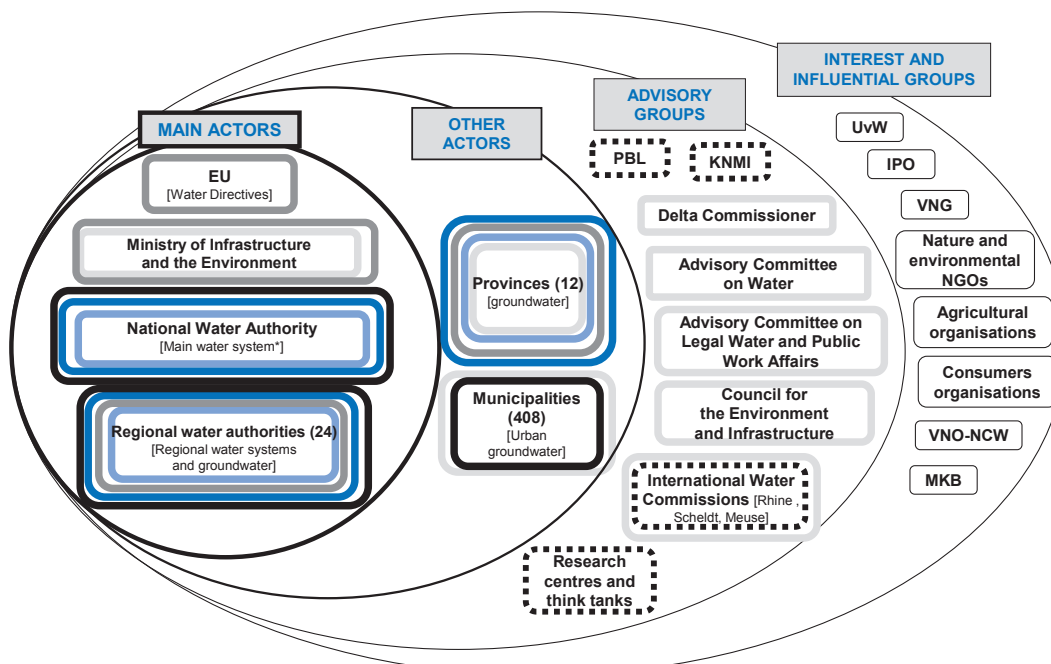 MAIN ACTORS
EU
[Water Directives]
Ministry of Infrastructure
and the Environment
National Water Authority
[Main water system*]
Regional water authorities (24)
[Regional water systems
and groundwater]
OTHER
ACTORS
Provinces (12)
[groundwater]
Municipalities
(408)
[Urban
groundwater]
ADVISORY
GROUPS
PBL
KNMI
Delta Commissioner
Advisory Committee
on Water
Advisory Committee on
Legal Water and Public
Work Affairs
Council for
the Environment
and Infrastructure
International Water
Commissions [Rhine ,
Scheldt, Meuse]
Research
centres and
think tanks
INTEREST AND
INFLUENTIAL GROUPS
UvW
IPO
VNG
Nature and
environmental
NGOs
Agricultural
organisations
Consumers
organisations
VNO-NCW
MKB